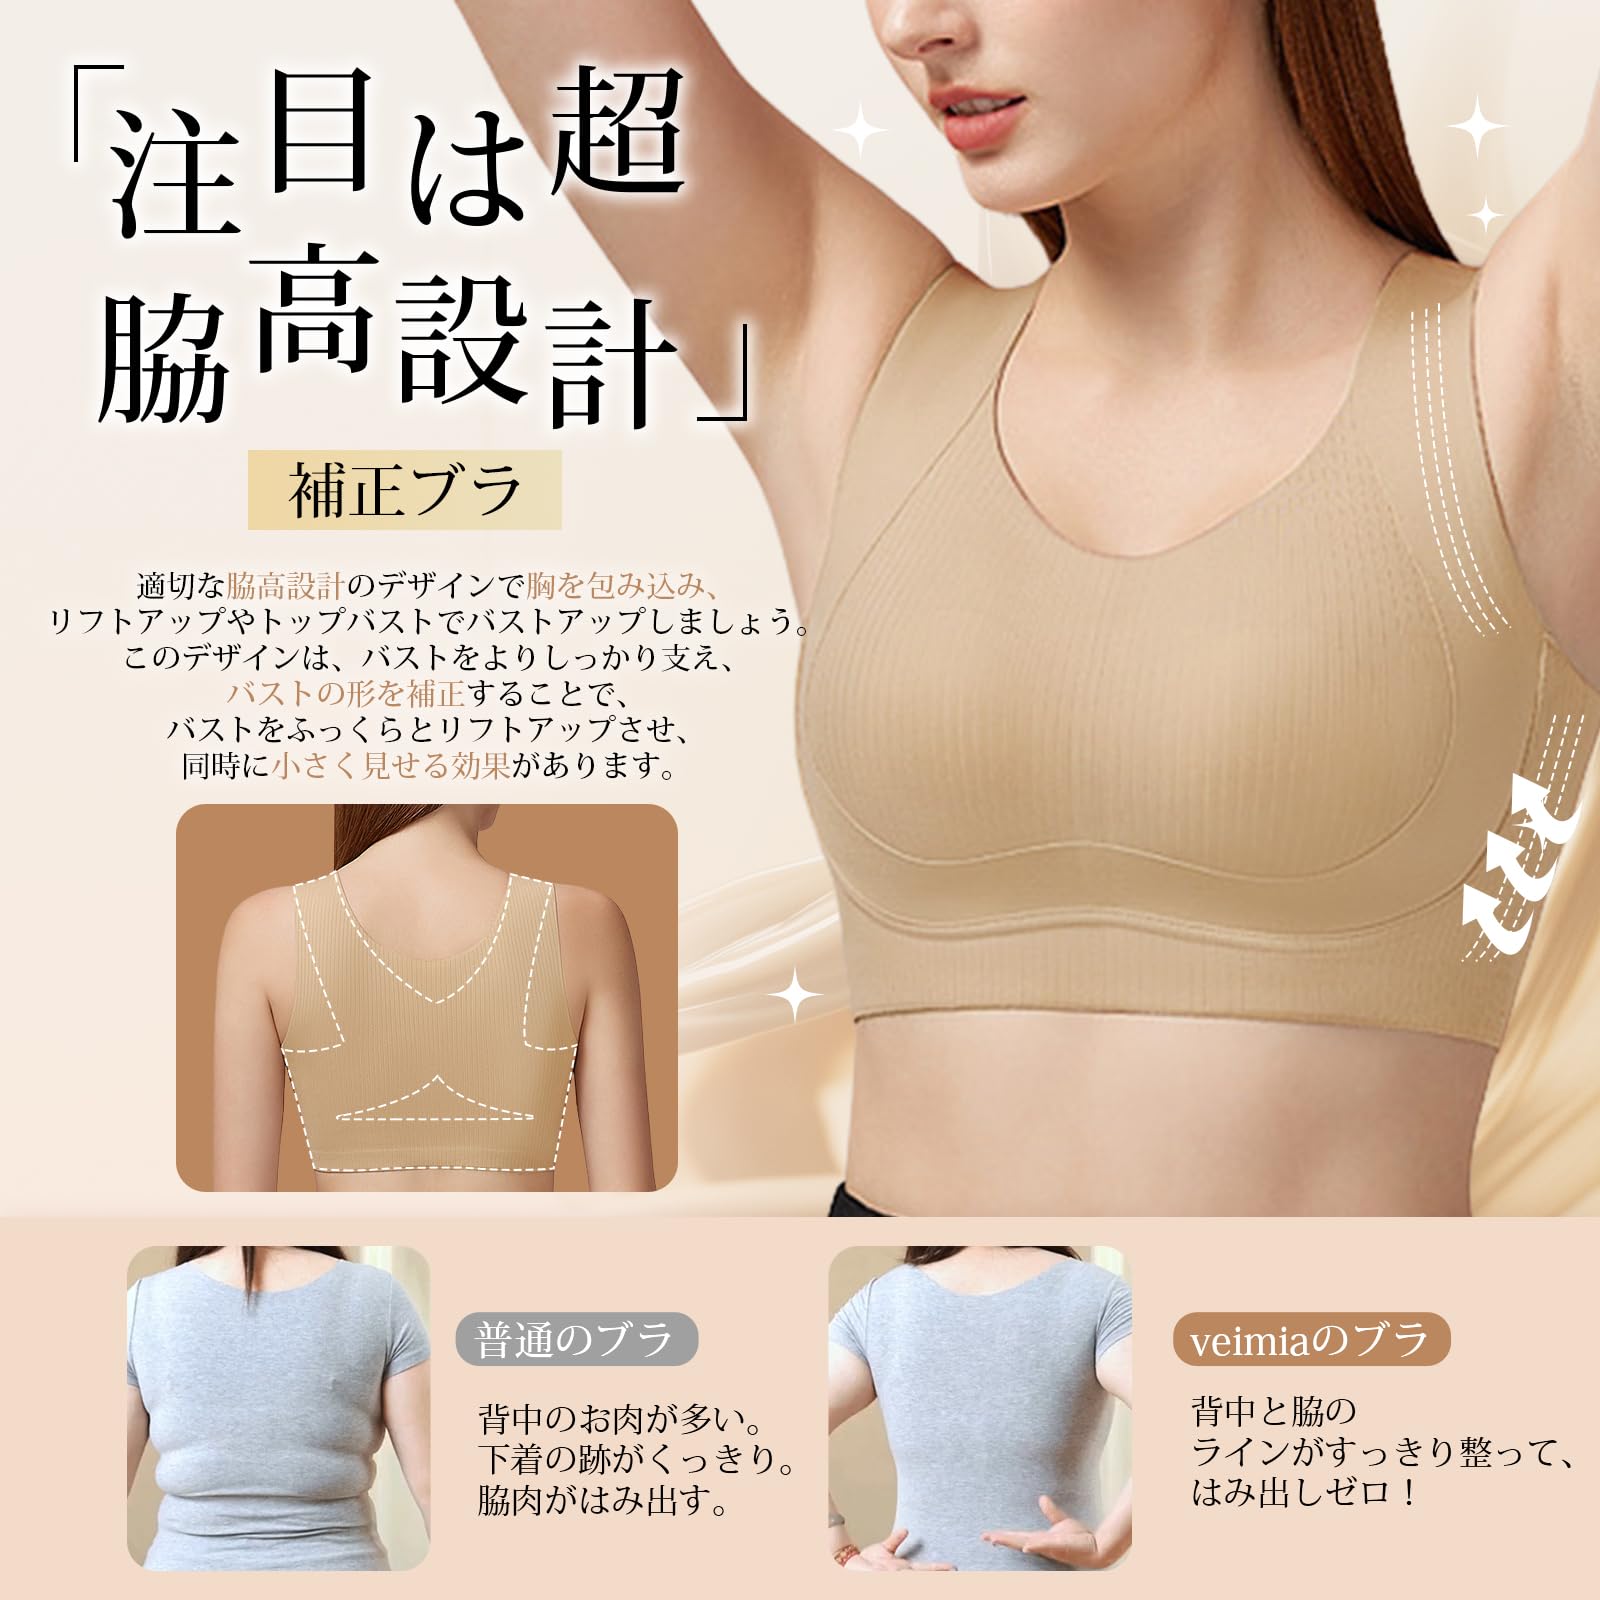 「注目は超
脇高設計」
補正ブラ
適切な脇高設計のデザインで胸を包み込み、
リフトアップやトップバストでバストアップしましょう。
このデザインは、バストをよりしっかり支え、
バストの形を補正することで、
バストをふっくらとリフトアップさせ、
同時に小さく見せる効果があります。
普通のブラ
背中のお肉が多い。
下着の跡がくっきり。
脇肉がはみ出す。
veimiaのブラ
背中と脇の
ラインがすっきり整って、
はみ出しゼロ！